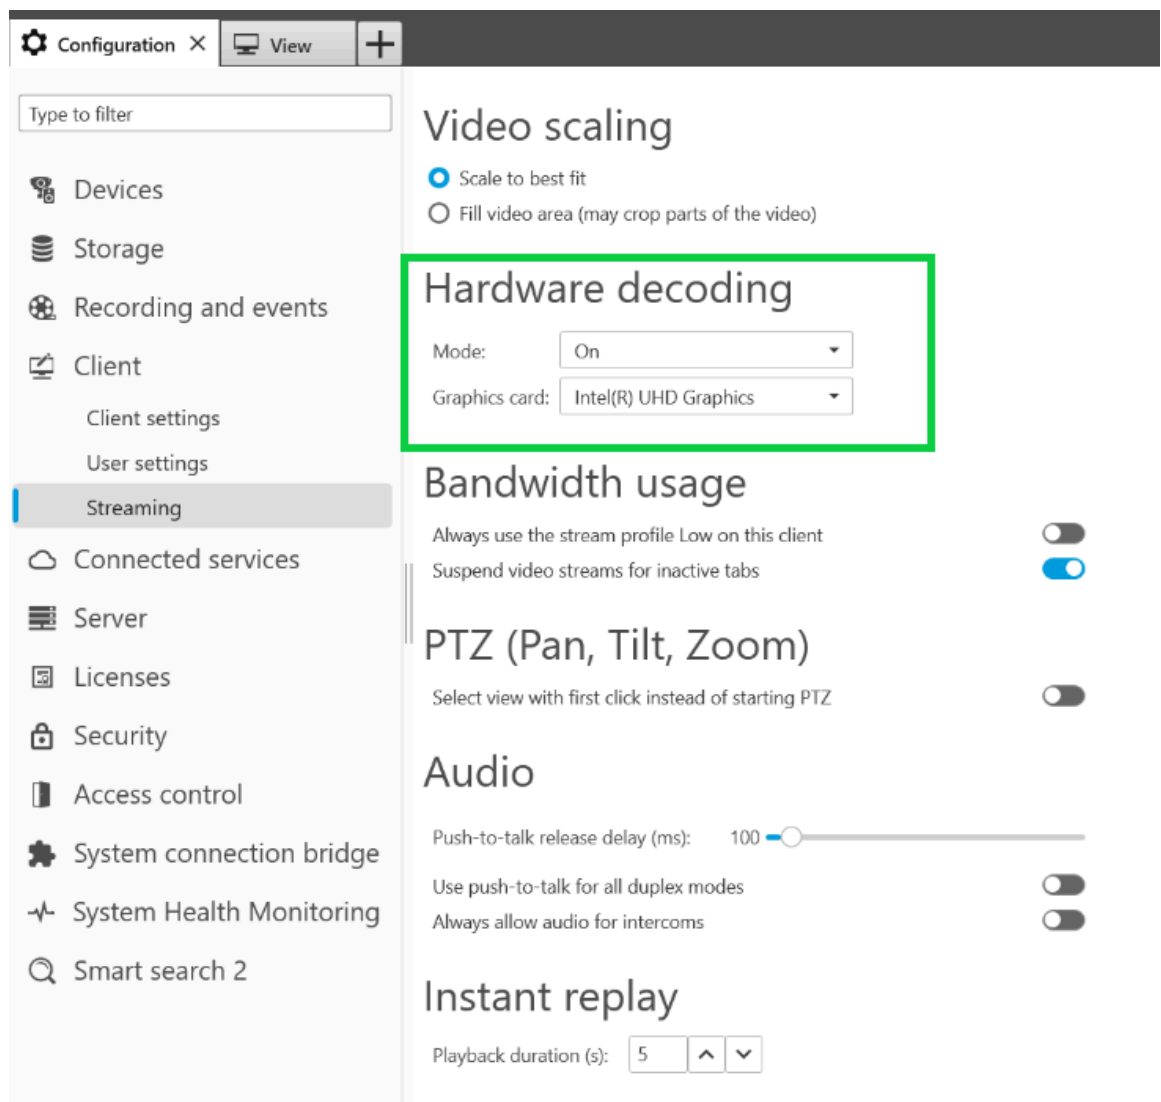 Configuration
View
Type to filter
Devices
Storage
Recording and events
Client
Client settings
User settings
Streaming
Connected services
Server
Licenses
Security
Access control
System connection bridge
System Health Monitoring
Smart search 2
Video scaling
Scale to best fit
Fill video area (may crop parts of the video)
Hardware decoding
Mode: On
Graphics card: Intel(R) UHD Graphics
Bandwidth usage
Always use the stream profile Low on this client
Suspend video streams for inactive tabs
PTZ (Pan, Tilt, Zoom)
Select view with first click instead of starting PTZ
Audio
Push-to-talk release delay (ms): 100
Use push-to-talk for all duplex modes
Always allow audio for intercoms
Instant replay
Playback duration (s): 5